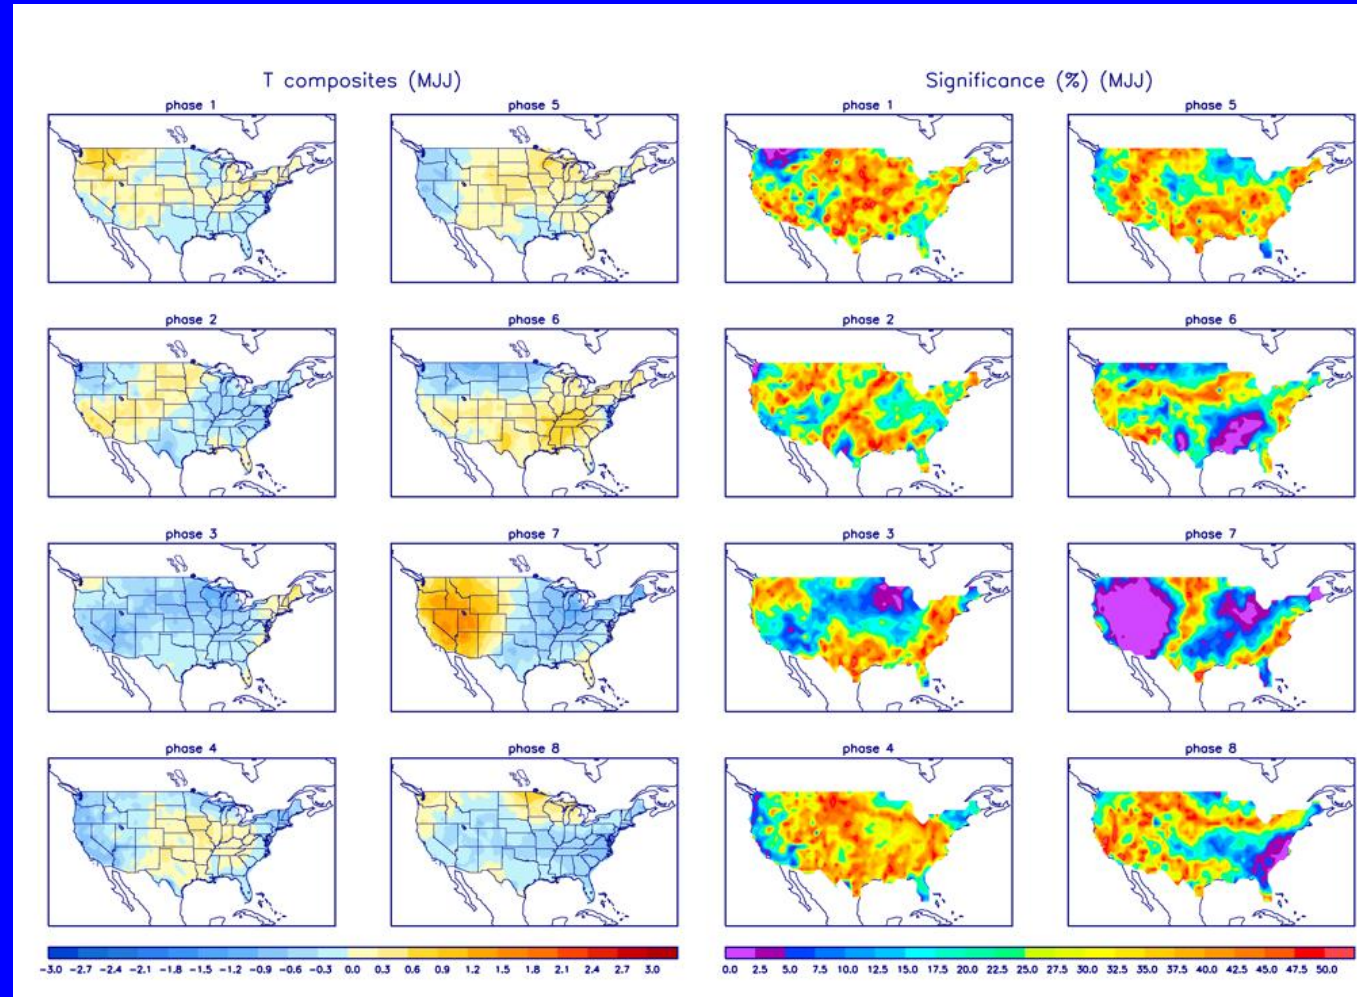 T composites (MJJ)
Significance (%) (MJJ)
phase 1
phase 5
phase 1
phase 5
phase 2
phase 6
phase 2
phase 6
phase 3
phase 7
phase 3
phase 7
phase 4
phase 8
phase 4
phase 8
-3.0 -2.7 -2.4 -2.1 -1.8 -1.5 -1.2 -0.9 -0.6 -0.3 0.0 0.3 0.6 0.9 1.2 1.5 1.8 2.1 2.4 2.7 3.0
0.0 2.5 5.0 7.5 10.0 12.5 15.0 17.5 20.0 22.5 25.0 27.5 30.0 32.5 35.0 37.5 40.0 42.5 45.0 47.5 50.0